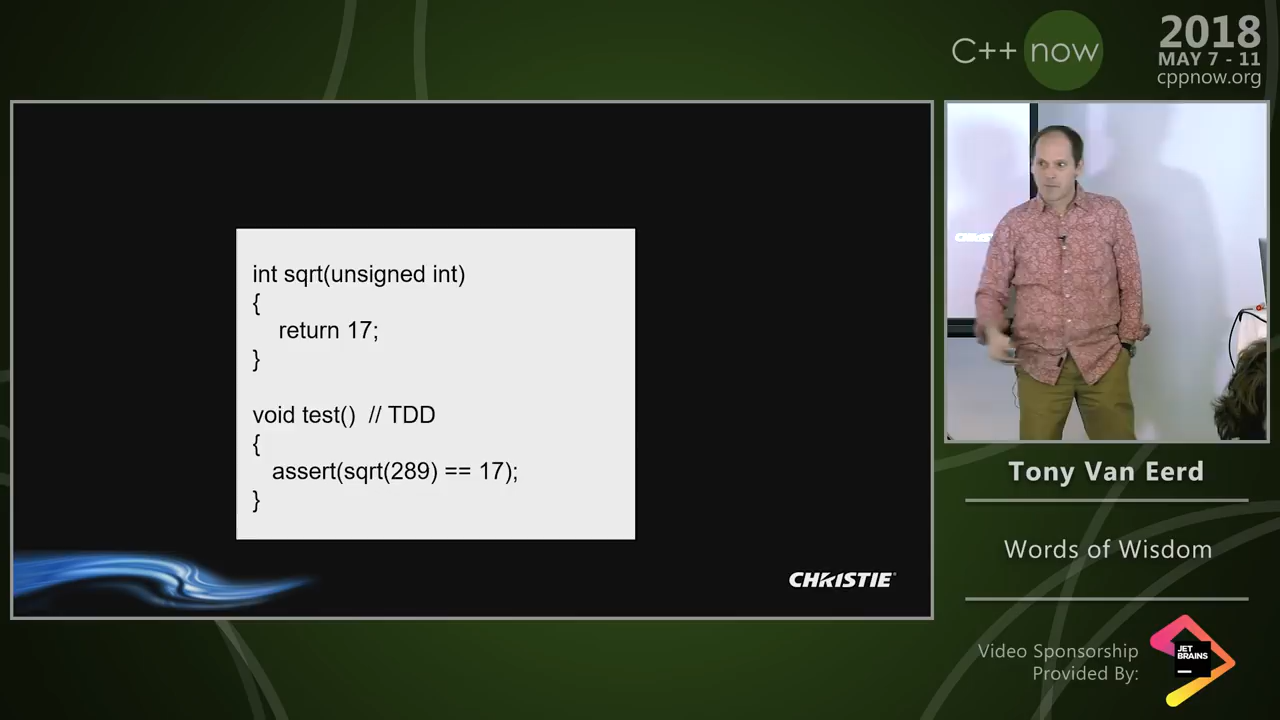 C++ now
2018
MAY 7 - 11
cppnow.org
int sqrt(unsigned int)
{
return 17;
}
void test()  // TDD
{
assert(sqrt(289) == 17);
}
CHRISTIE
Tony Van Eerd
Words of Wisdom
Video Sponsorship
Provided By:
JET
BRAINS